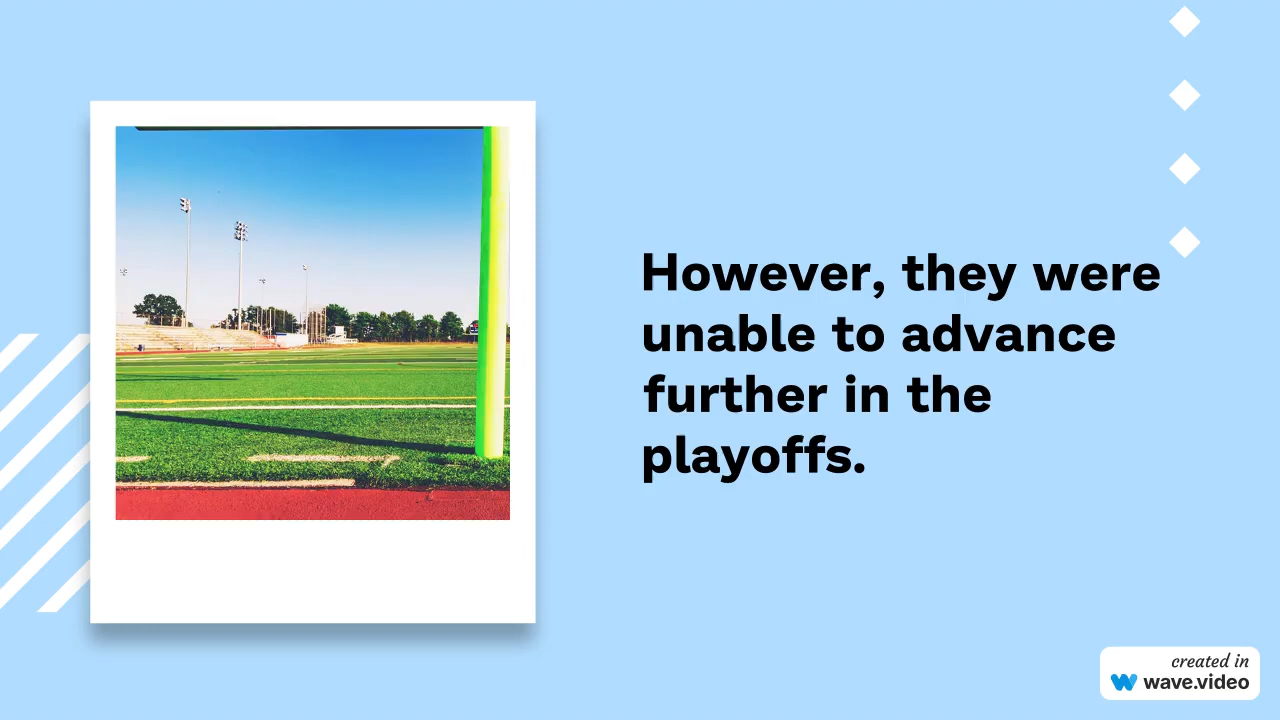 However, they were
unable to advance
further in the
playoffs.
created in
wave.video